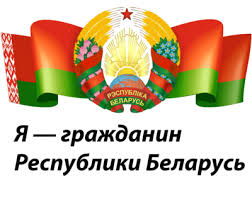 РЭСПУБЛІКА
БЕЛАРУСЬ
Я — гражданин
Республики Беларусь